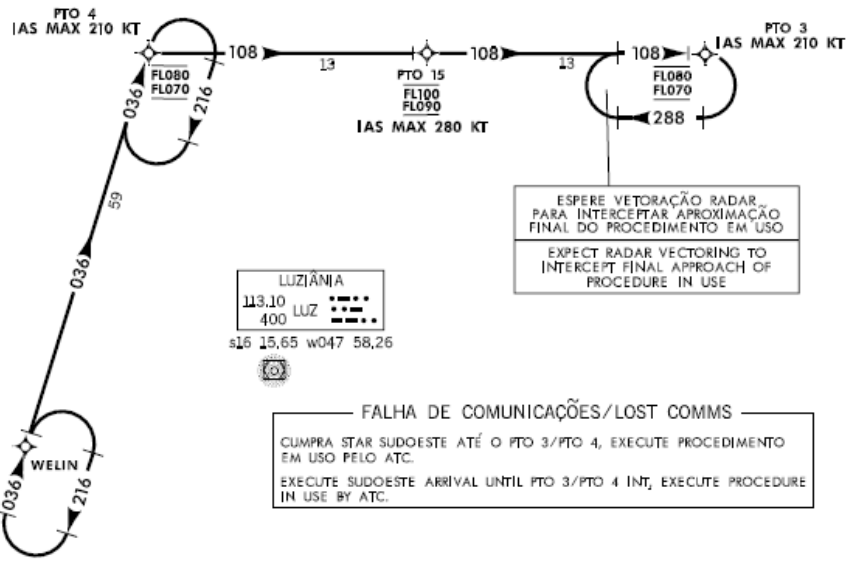 PTO 4
IAS MAX 210 KT
PTO 3
IAS MAX 210 KT
108
13
108
13
108
FL080
FL070
036
216
PTO 15
FL100
FL090
IAS MAX 280 KT
FL080
FL070
288
59
036
ESPERE VETORAÇÃO RADAR
PARA INTERCEPTAR APROXIMAÇÃO
FINAL DO PROCEDIMENTO EM USO
EXPECT RADAR VECTORING TO
INTERCEPT FINAL APPROACH OF
PROCEDURE IN USE
LUZIÂNIA
113.10
400 LUZ
s16 15,65 w047 58,26
FALHA DE COMUNICAÇÕES/LOST COMMS
CUMPRA STAR SUDOESTE ATÉ O PTO 3/PTO 4, EXECUTE PROCEDIMENTO
EM USO PELO ATC.
EXECUTE SUDOESTE ARRIVAL UNTIL PTO 3/PTO 4 INT, EXECUTE PROCEDURE
IN USE BY ATC.
WELIN
036
216